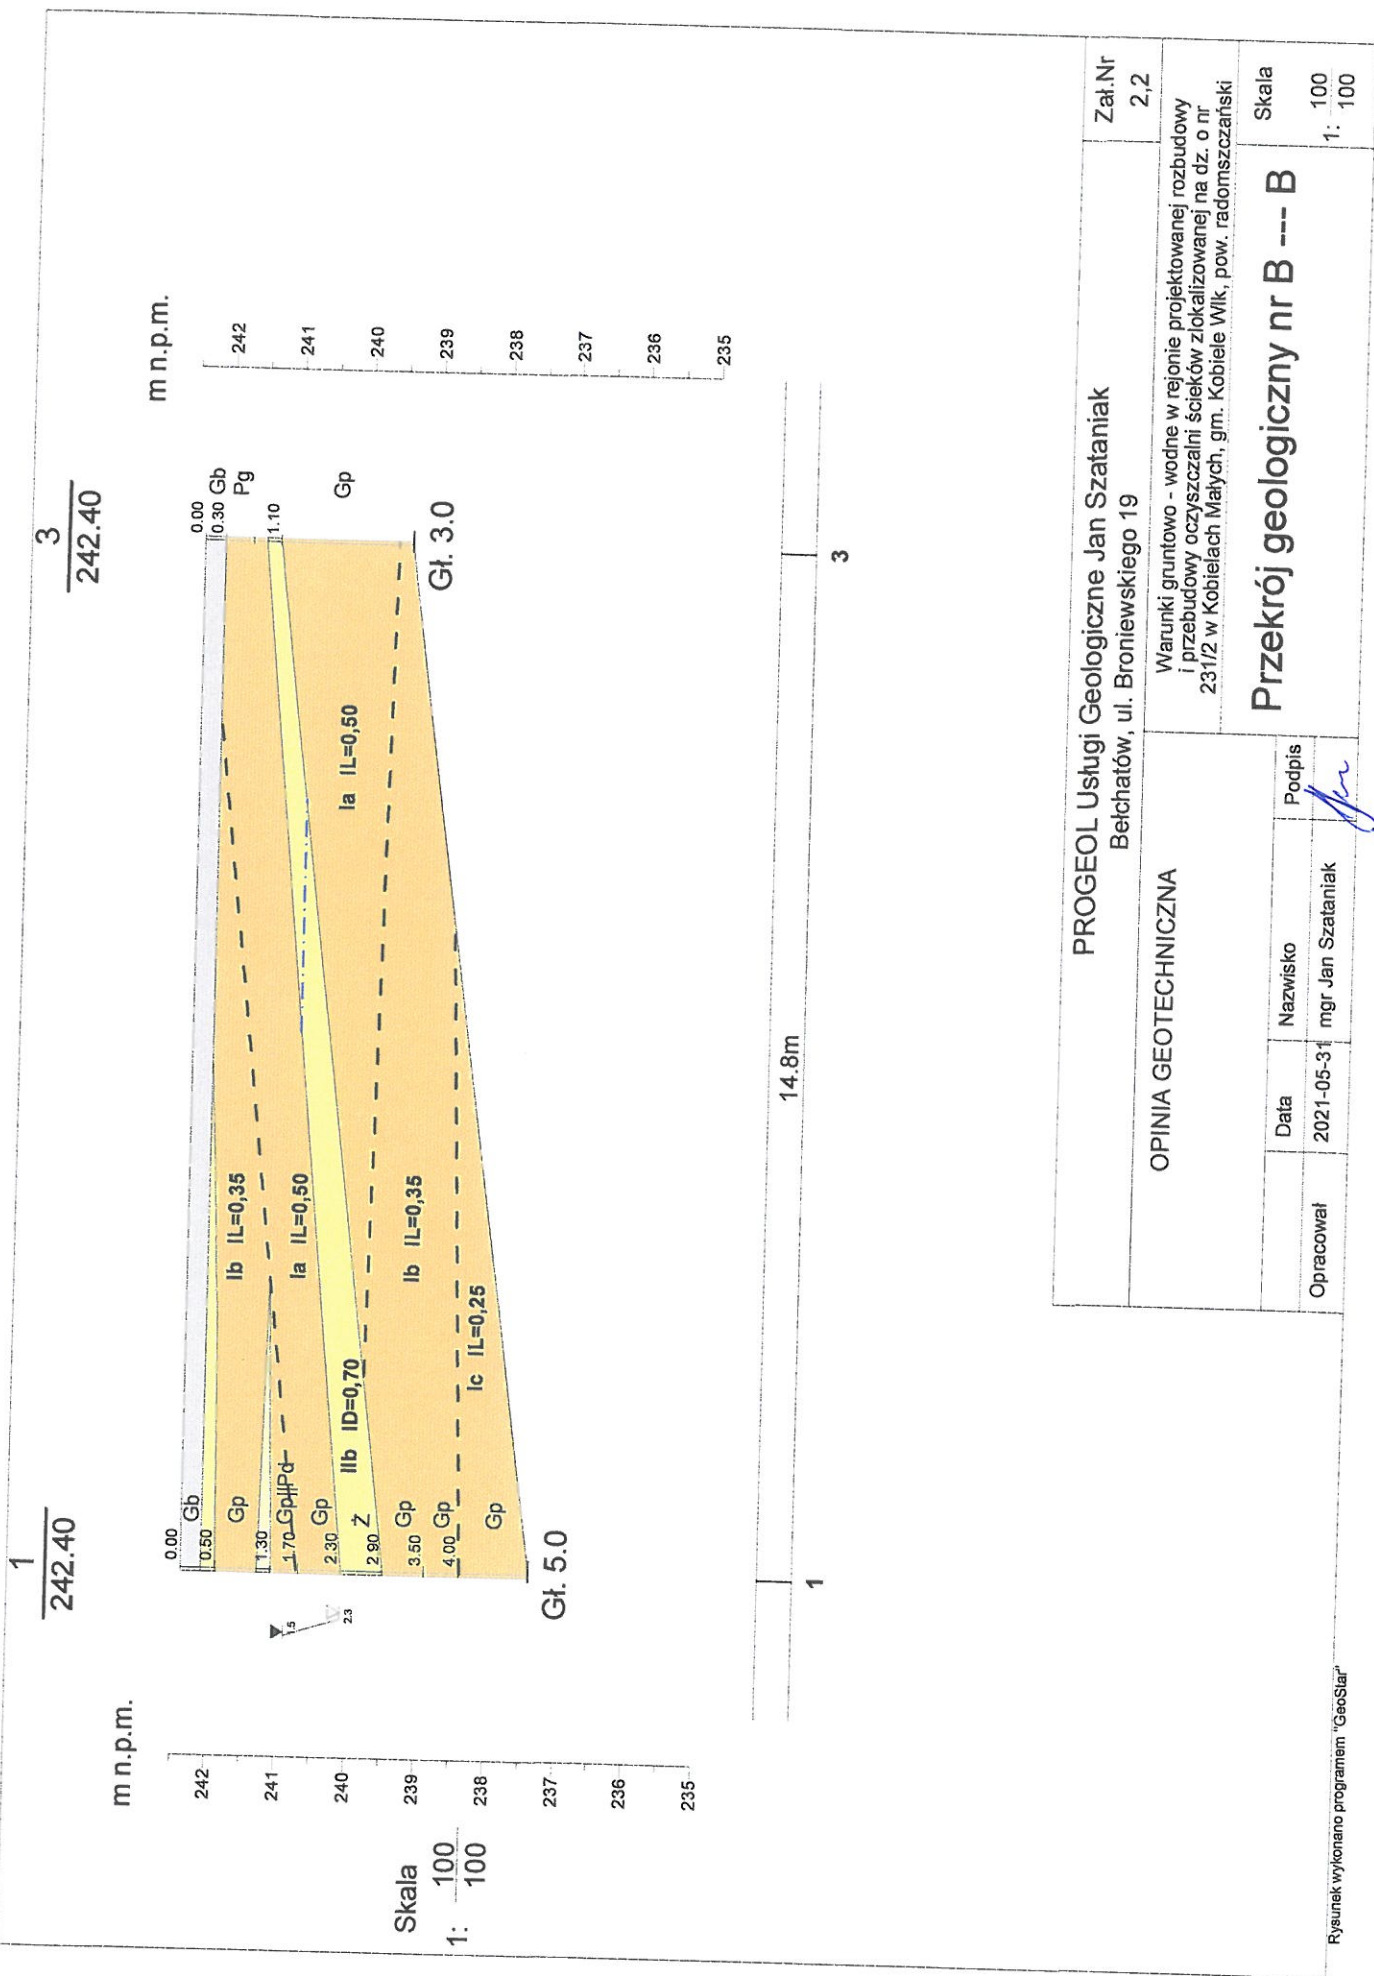 1
242.40
3
242.40
m n.p.m.
m n.p.m.
242
241
240
239
238
237
236
235
242
241
240
239
238
237
236
235
Skala
1: 100
100
0.00
Gb
0.50
Gp
1.30
1.70 Gp||Pd
Gp
2.30
Ż
2.90
Gp
3.50
Gp
4.00
Gp
Gł. 5.0
1.5
2.3
Ib IL=0,35
Ia IL=0,50
IIb ID=0,70
Ib IL=0,35
Ic IL=0,25
Ia IL=0,50
0.00
0.30 Gb
Pg
1.10
Gp
Gł. 3.0
14.8m
1
3
PROGEOL Usługi Geologiczne Jan Szataniak
Bełchatów, ul. Broniewskiego 19
Zał.Nr
2,2
OPINIA GEOTECHNICZNA
Warunki gruntowo - wodne w rejonie projektowanej rozbudowy
i przebudowy oczyszczalni ścieków zlokalizowanej na dz. o nr
231/2 w Kobielach Małych, gm. Kobiele Wlk, pow. radomszczański
Data
Nazwisko
Podpis
Opracował
2021-05-31
mgr Jan Szataniak
Przekrój geologiczny nr B --- B
Skala
1: 100
100
Rysunek wykonano programem "GeoStar"